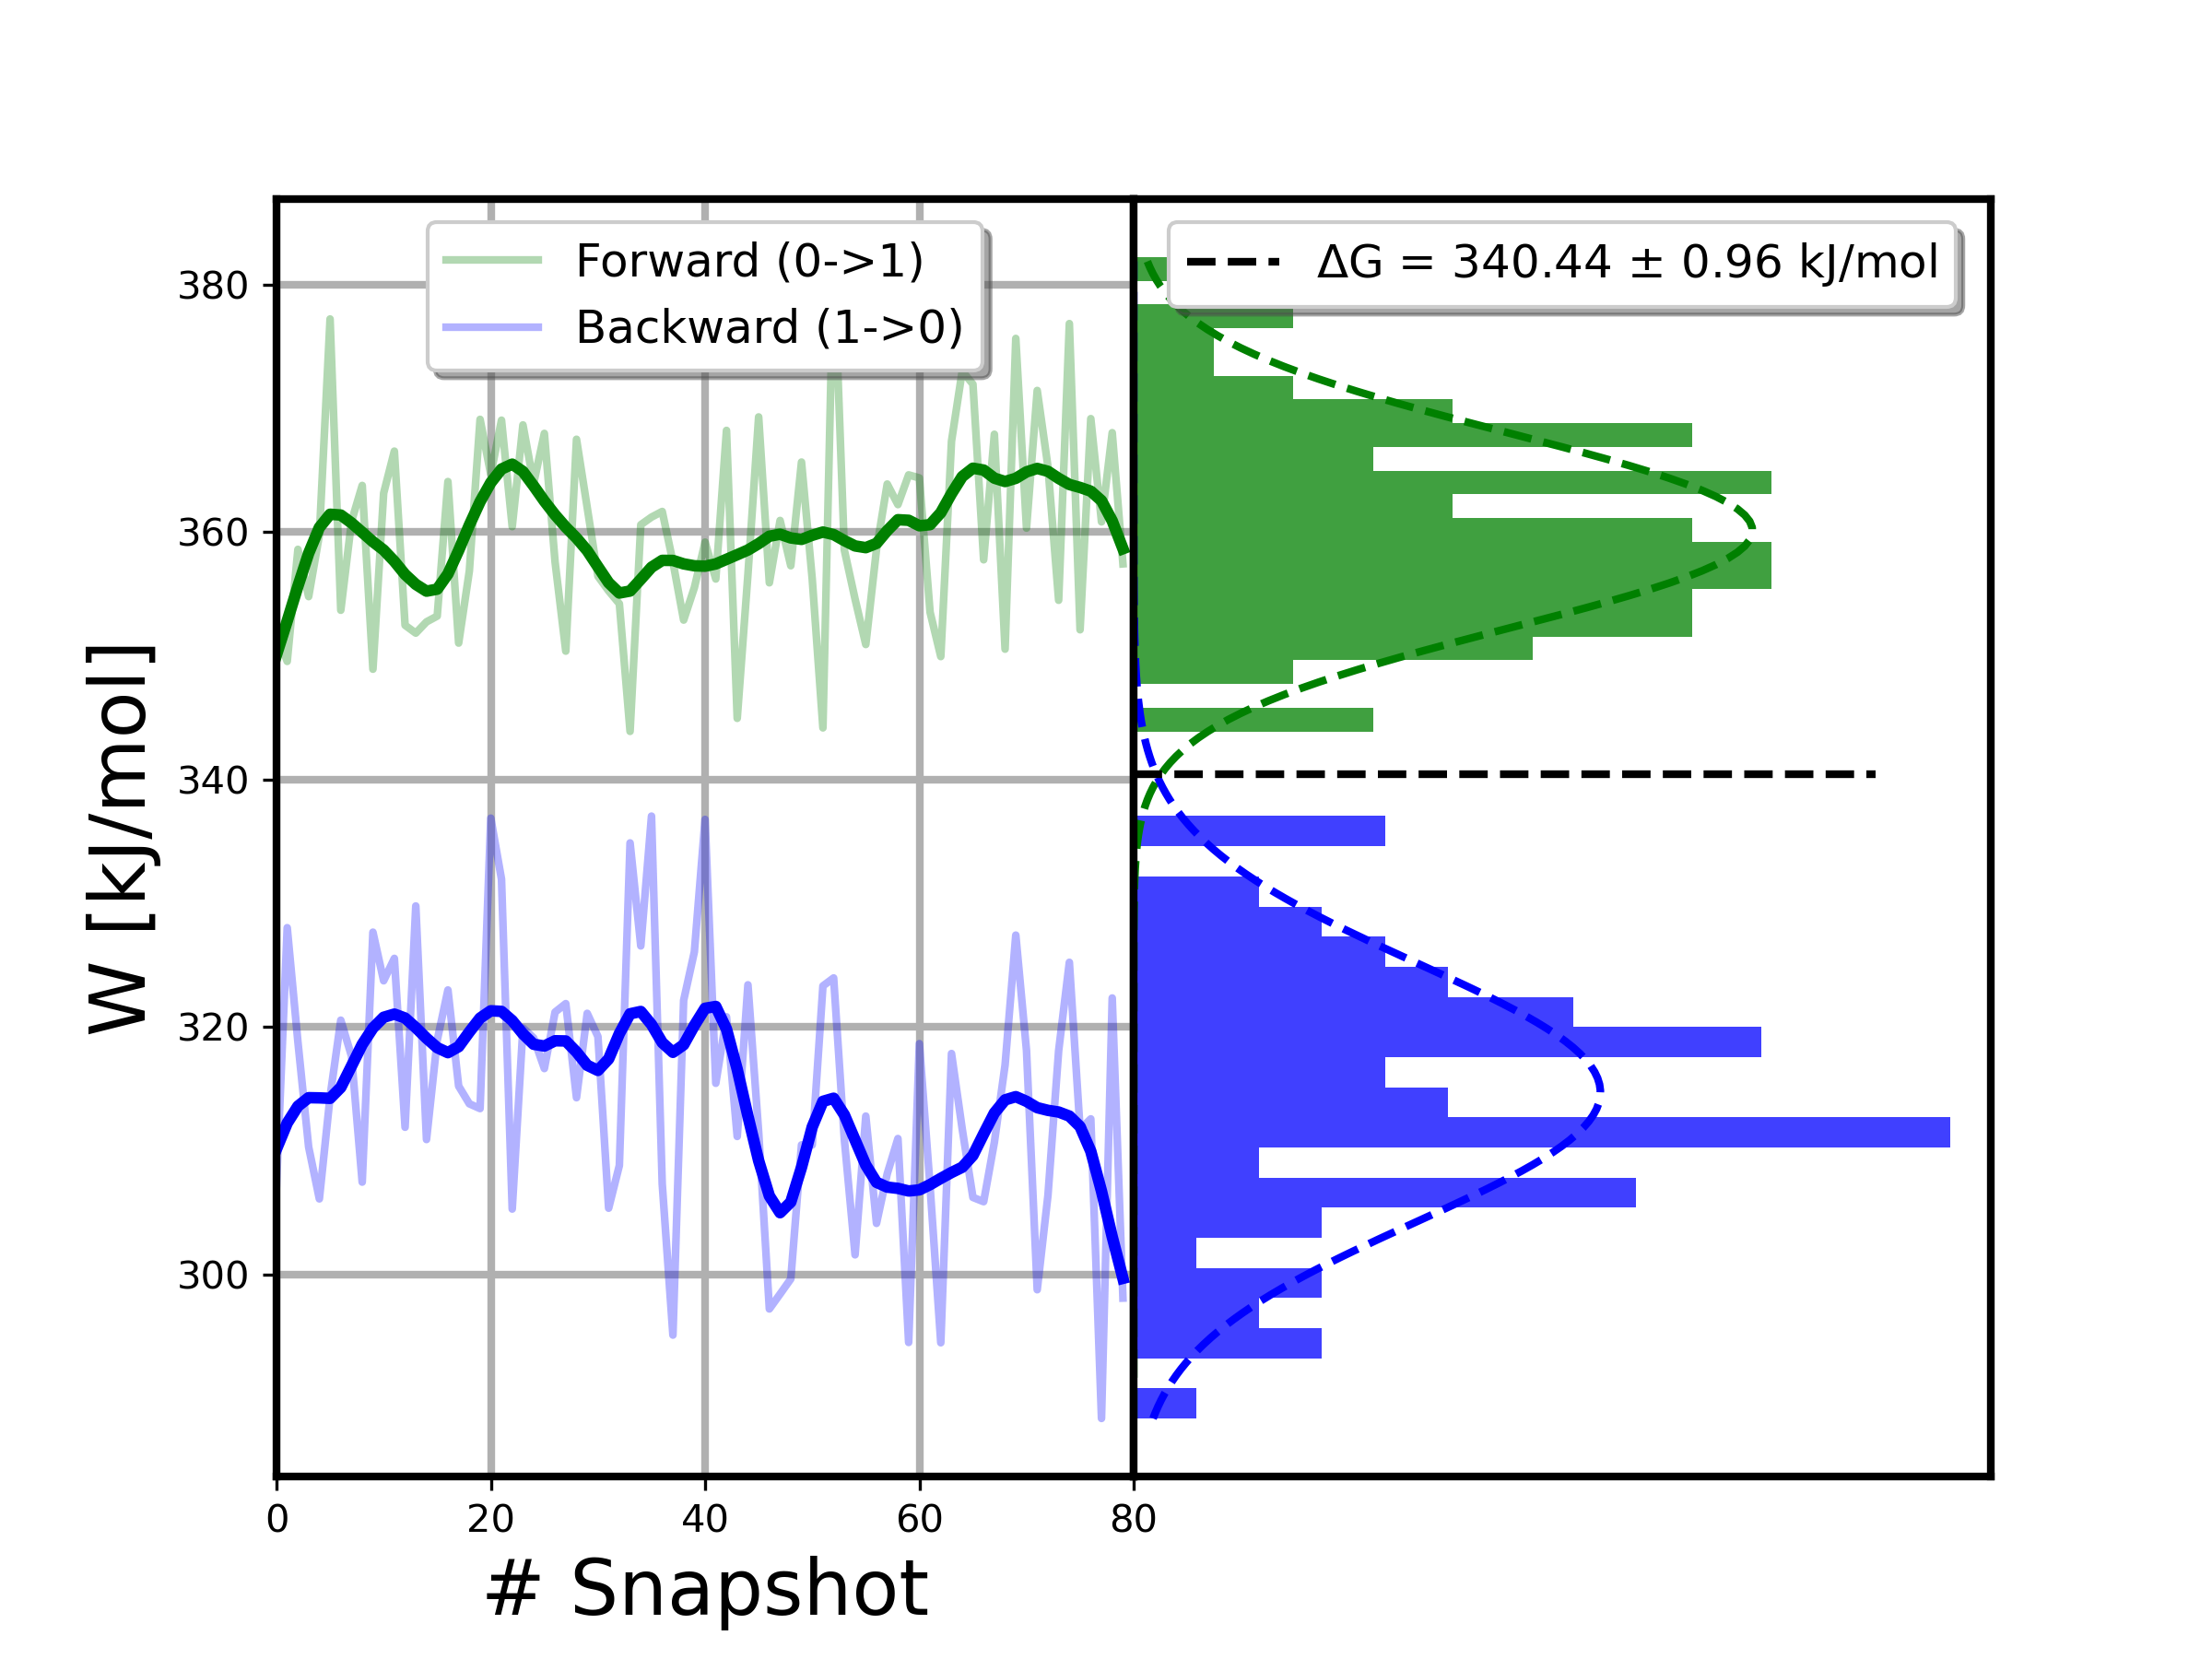 Forward (0->1)
Backward (1->0)
ΔG = 340.44 ± 0.96 kJ/mol
W [kJ/mol]
380
360
340
320
300
0 20 40 60 80
# Snapshot